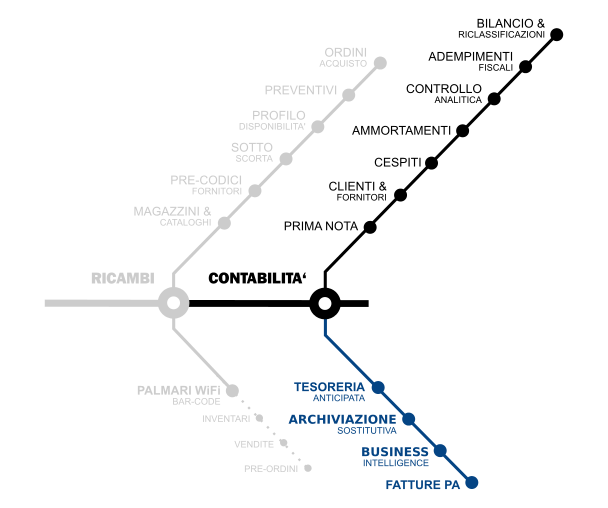 BILANCIO &
RICLASSIFICAZIONI
ADEMPIMENTI
FISCALI
CONTROLLO
ANALITICA
AMMORTAMENTI
CESPITI
CLIENTI &
FORNITORI
PRIMA NOTA
ORDINI
ACQUISTO
PREVENTIVI
PROFILO
DISPONIBILITA'
SOTTO
SCORTA
PRE-CODICI
FORNITORI
MAGAZZINI &
CATALOGHI
RICAMBI
CONTABILITA‘
PALMARI WiFi
BAR-CODE
INVENTARI
VENDITE
PRE-ORDINI
TESORERIA
ANTICIPATA
ARCHIVIAZIONE
SOSTITUTIVA
BUSINESS
INTELLIGENCE
FATTURE PA